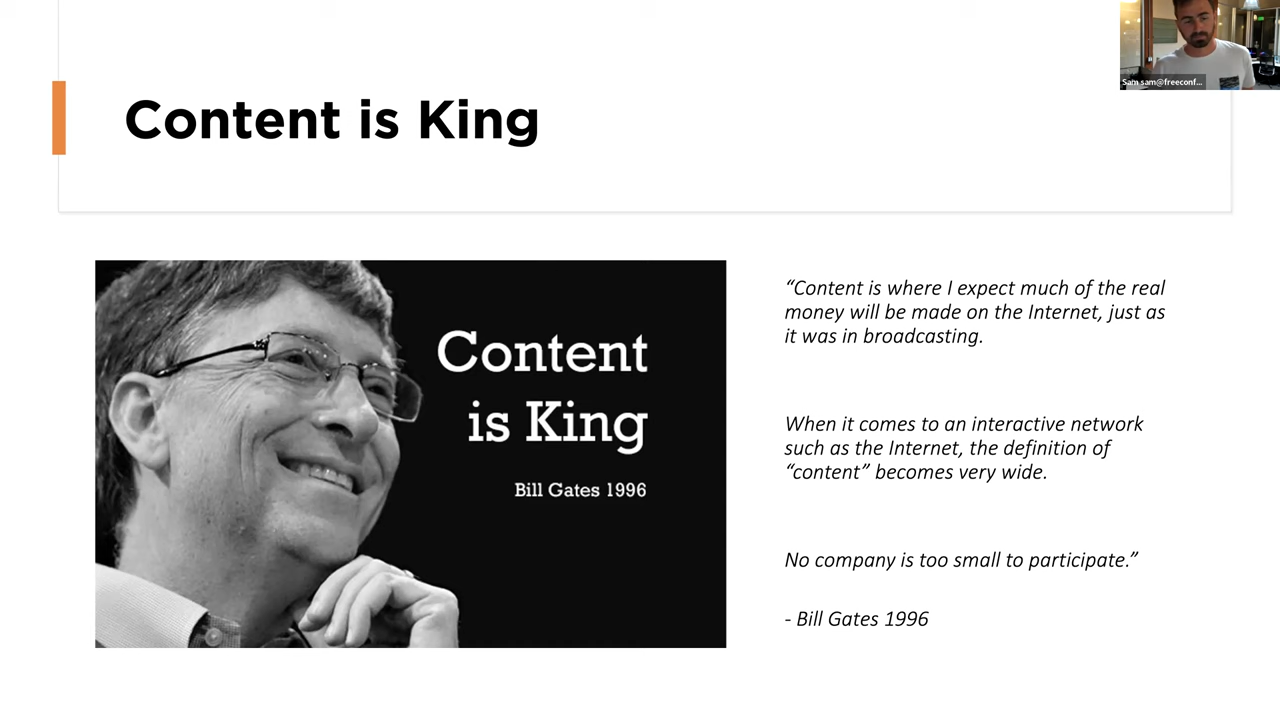 Sam sam@freeconf...
Content is King
Content
is King
Bill Gates 1996
“Content is where I expect much of the real
money will be made on the Internet, just as
it was in broadcasting.
When it comes to an interactive network
such as the Internet, the definition of
“content” becomes very wide.
No company is too small to participate.”
- Bill Gates 1996